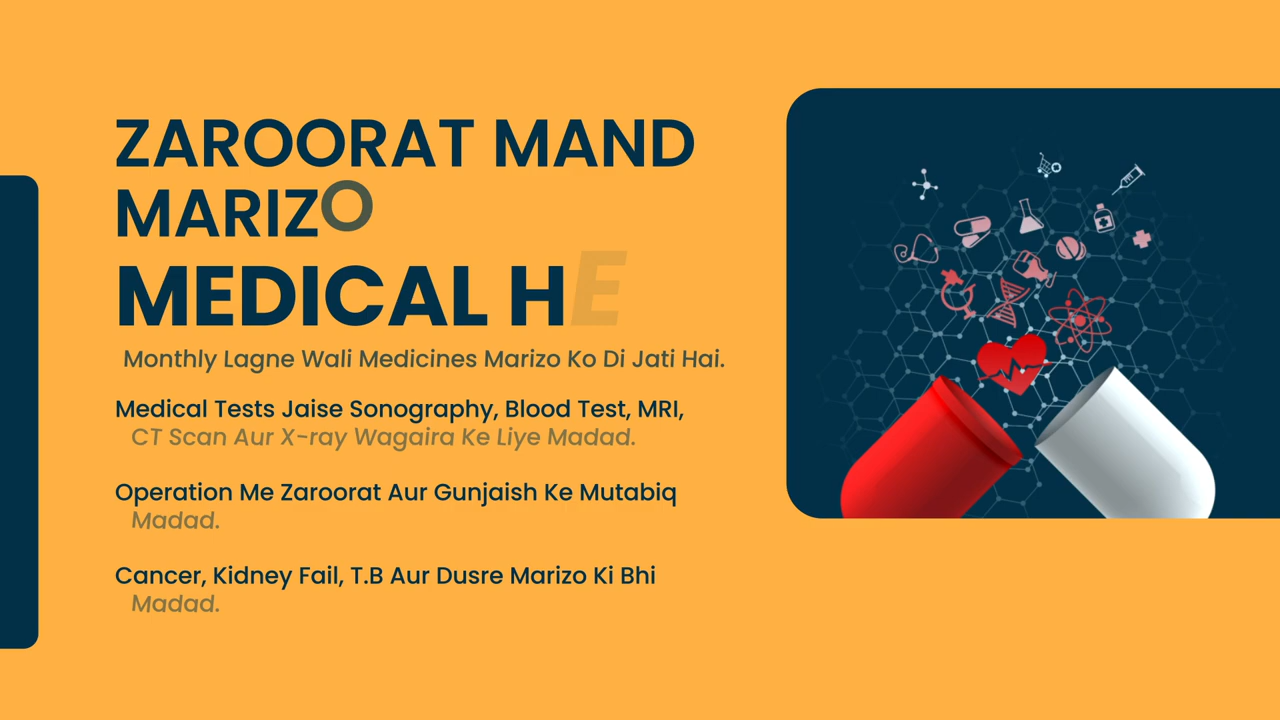 ZAROORAT MAND
MARIZO
MEDICAL HE
Monthly Lagne Wali Medicines Marizo Ko Di Jati Hai.
Medical Tests Jaise Sonography, Blood Test, MRI,
CT Scan Aur X-ray Wagaira Ke Liye Madad.
Operation Me Zaroorat Aur Gunjaish Ke Mutabiq
Madad.
Cancer, Kidney Fail, T.B Aur Dusre Marizo Ki Bhi
Madad.